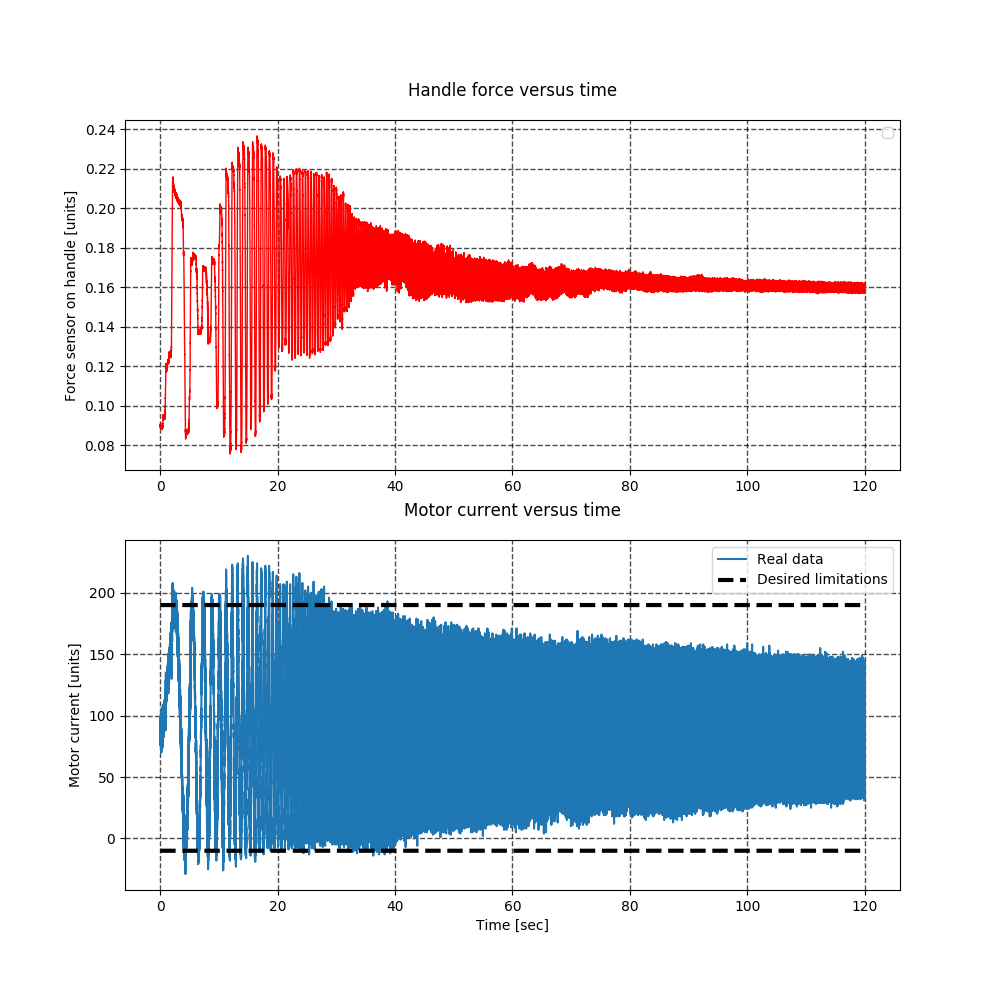 Handle force versus time
0.24
0.22
0.20
0.18
0.16
0.14
0.12
0.10
0.08
Force sensor on handle [units]
0 20 40 60 80 100 120
Motor current versus time
Real data
Desired limitations
200
150
100
50
0
Motor current [units]
0 20 40 60 80 100 120
Time [sec]